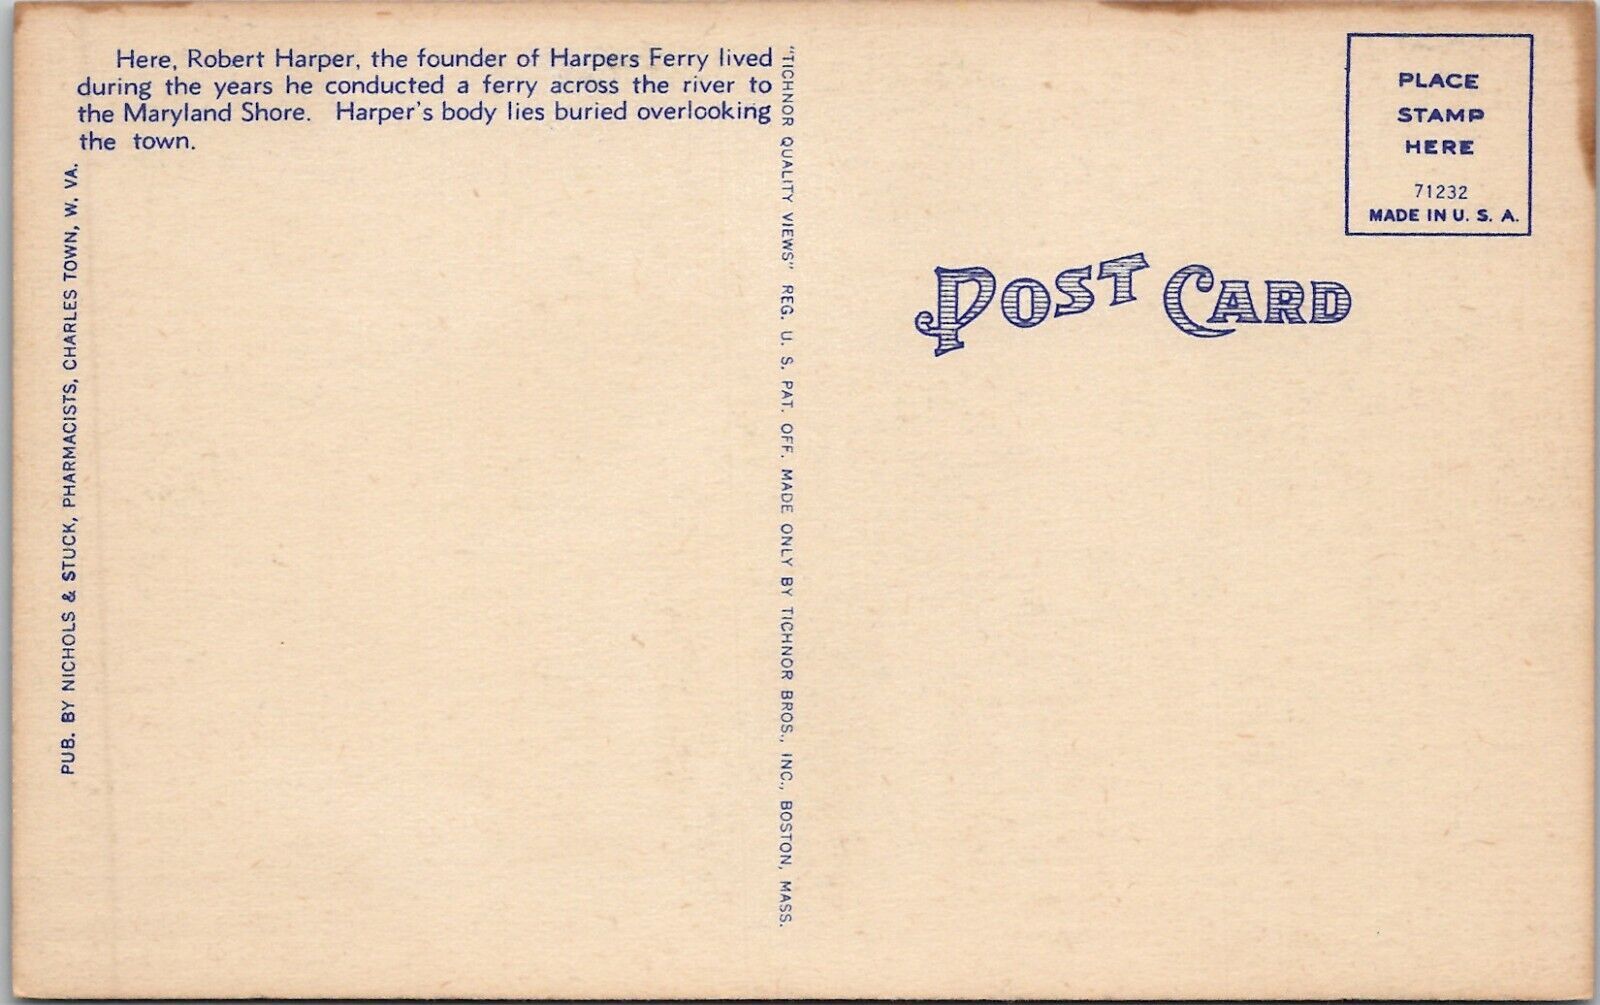 Here, Robert Harper, the founder of Harpers Ferry lived
during the years he conducted a ferry across the river to
the Maryland Shore. Harper's body lies buried overlooking
the town.
PUB. BY NICHOLS & STUCK, PHARMACISTS, CHARLES TOWN, W. VA.
"TICHNOR QUALITY VIEWS" REG. U. S. PAT. OFF. MADE ONLY BY TICHNOR BROS., INC., BOSTON, MASS.
PLACE
STAMP
HERE
71232
MADE IN U. S. A.
POST CARD